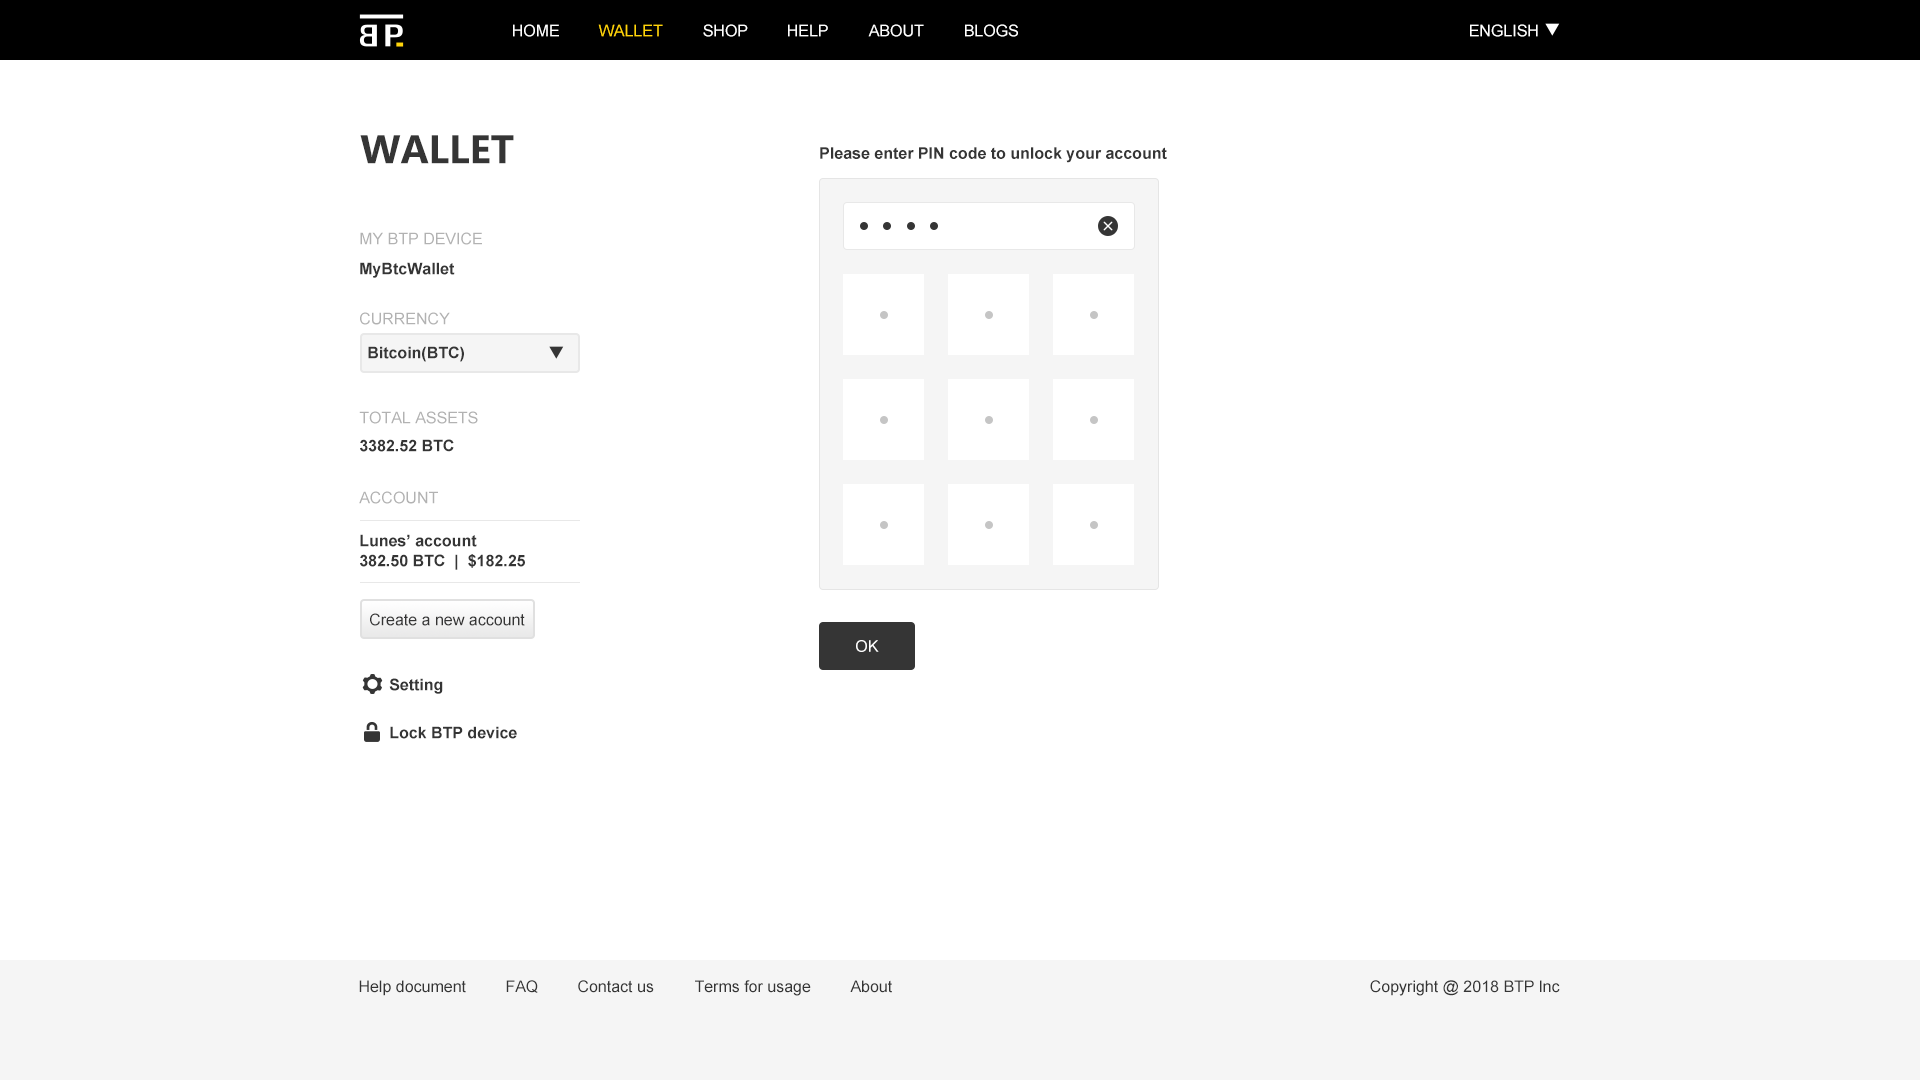 BTP.
HOME
WALLET
SHOP
HELP
ABOUT
BLOGS
ENGLISH
WALLET
MY BTP DEVICE
MyBtcWallet
CURRENCY
Bitcoin(BTC)
TOTAL ASSETS
3382.52 BTC
ACCOUNT
Lunes’ account
382.50 BTC | $182.25
Create a new account
Setting
Lock BTP device
Please enter PIN code to unlock your account
OK
Help document
FAQ
Contact us
Terms for usage
About
Copyright @ 2018 BTP Inc